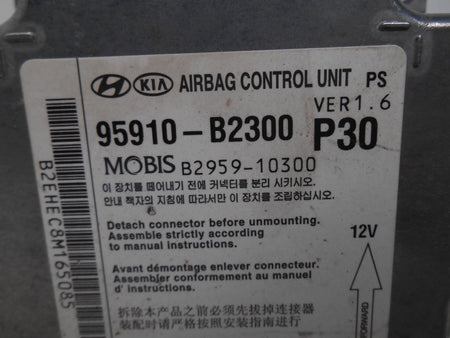 HYUNDAI KIA AIRBAG CONTROL UNIT PS
VER1.6
95910-B2300 P30
MOBIS B2959-10300
이 장치를 떼어내기 전에 커넥터를 분리 시키시오.
안내 책자의 지침에 따라서만 이 장치를 조립하십시오.
Detach connector before unmounting.
Assemble strictly according
to manual instructions.
12V
Avant démontage enlever connecteur.
Assembler conformement au manuel
d' instructions.
拆除本产品之前必须先拔掉连接器
装配时请严格按照安装指南进行
FORWARD
B2EHEC8M165085